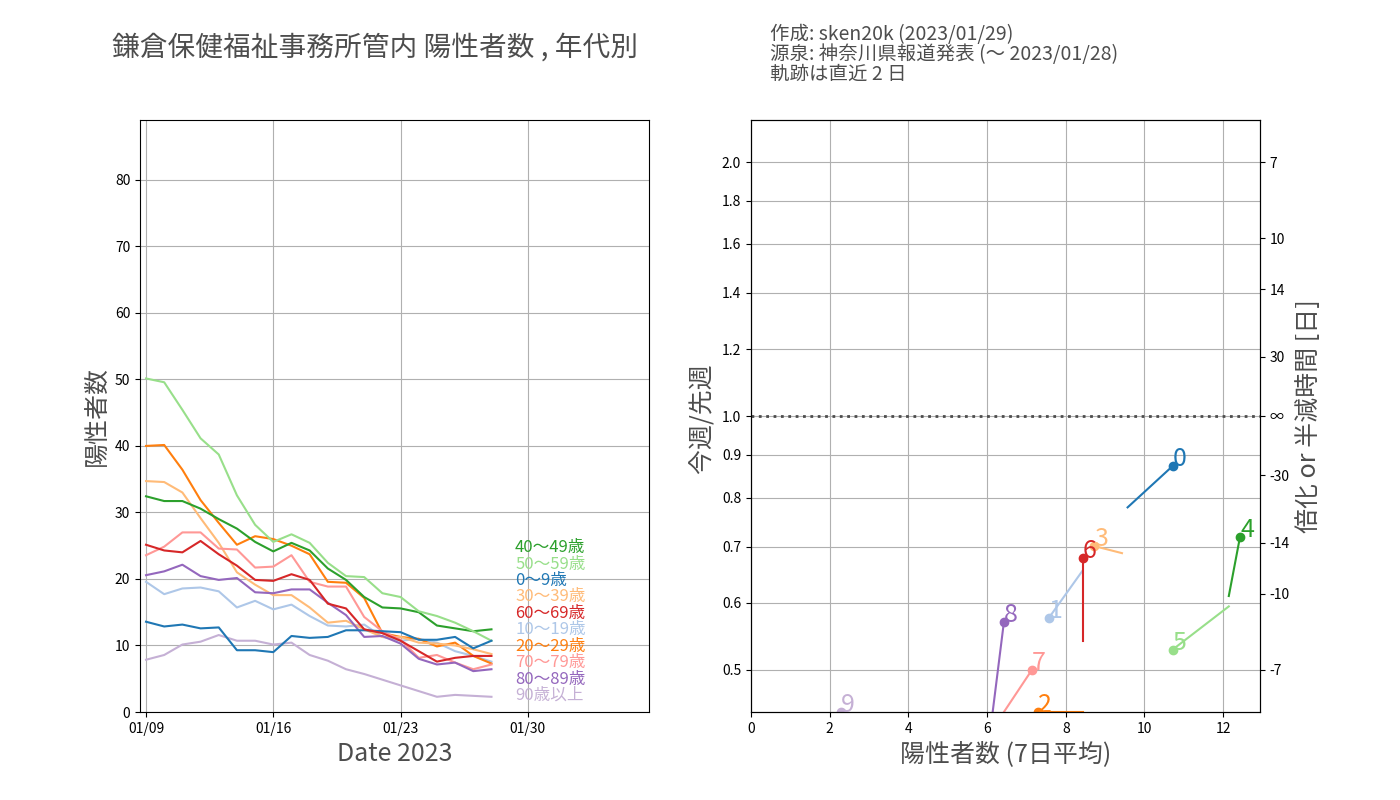 鎌倉保健福祉事務所管内 陽性者数 , 年代別
作成: sken20k (2023/01/29)
源泉: 神奈川県報道発表 (〜 2023/01/28)
軌跡は直近 2 日
陽性者数
80
70
60
50
40
30
20
10
0
01/09
01/16
01/23
01/30
Date 2023
40〜49歳
50〜59歳
0〜9歳
30〜39歳
60〜69歳
10〜19歳
20〜29歳
70〜79歳
80〜89歳
90歳以上
今週/先週
2.0
1.8
1.6
1.4
1.2
1.0
0.9
0.8
0.7
0.6
0.5
0
2
4
6
8
10
12
陽性者数 (7日平均)
7
10
14
30
∞
-30
-14
-10
-7
倍化 or 半減時間 [日]
0
4
3
6
1
8
5
7
2
9